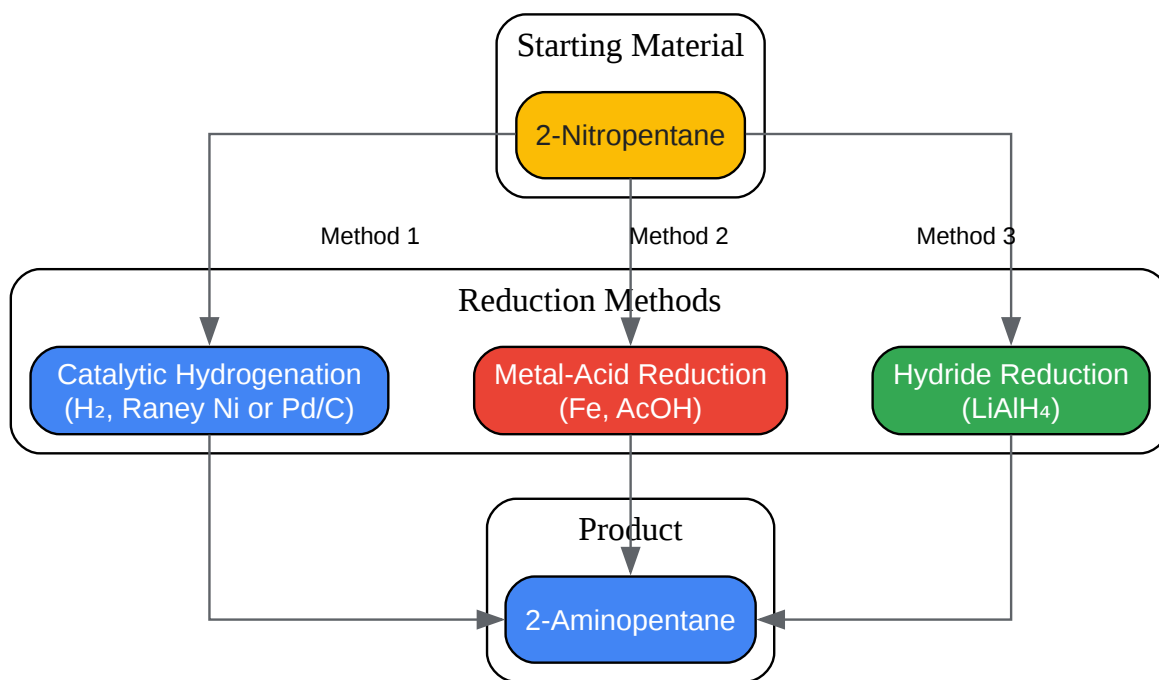 Starting Material
2-Nitropentane
Method 1
Method 2
Method 3
Reduction Methods
Catalytic Hydrogenation
(H₂, Raney Ni or Pd/C)
Metal-Acid Reduction
(Fe, AcOH)
Hydride Reduction
(LiAlH₄)
Product
2-Aminopentane